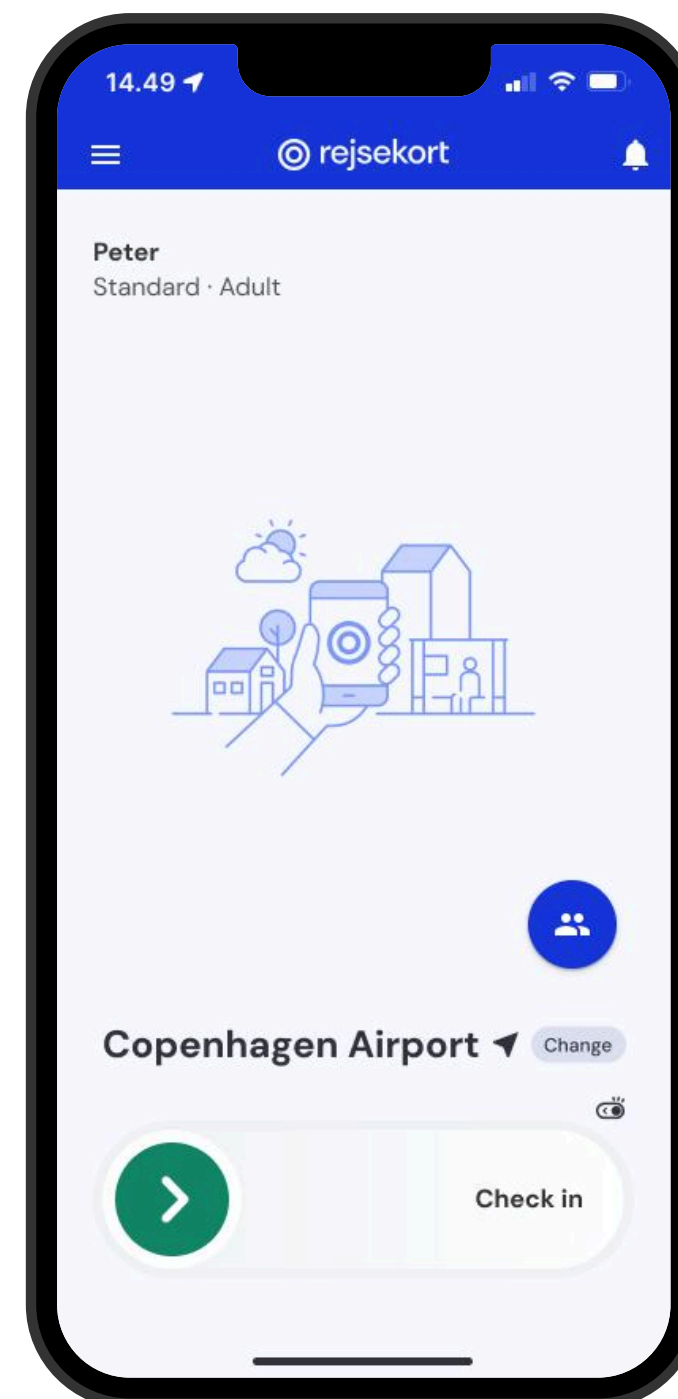 14.49
rejsekort
Peter
Standard · Adult
Copenhagen Airport
Change
Check in